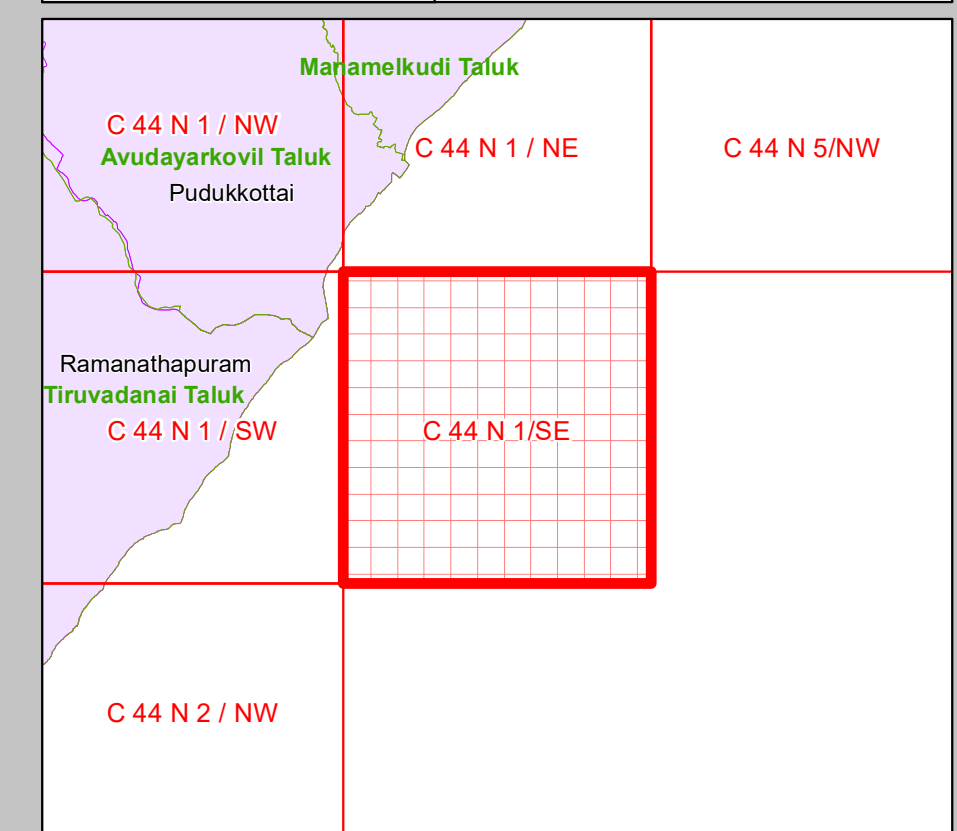 Manamelkudi Taluk
C 44 N 1 / NW
C 44 N 1 / NE
C 44 N 5/NW
Avudayarkovil Taluk
Pudukkottai
Ramanathapuram
Tiruvadanai Taluk
C 44 N 1 / SW
C 44 N 1/SE
C 44 N 2 / NW